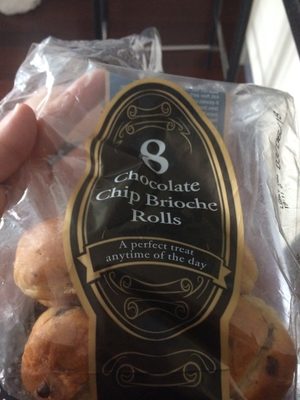 8
Chocolate
Chip Brioche
Rolls
A perfect treat
anytime of the day